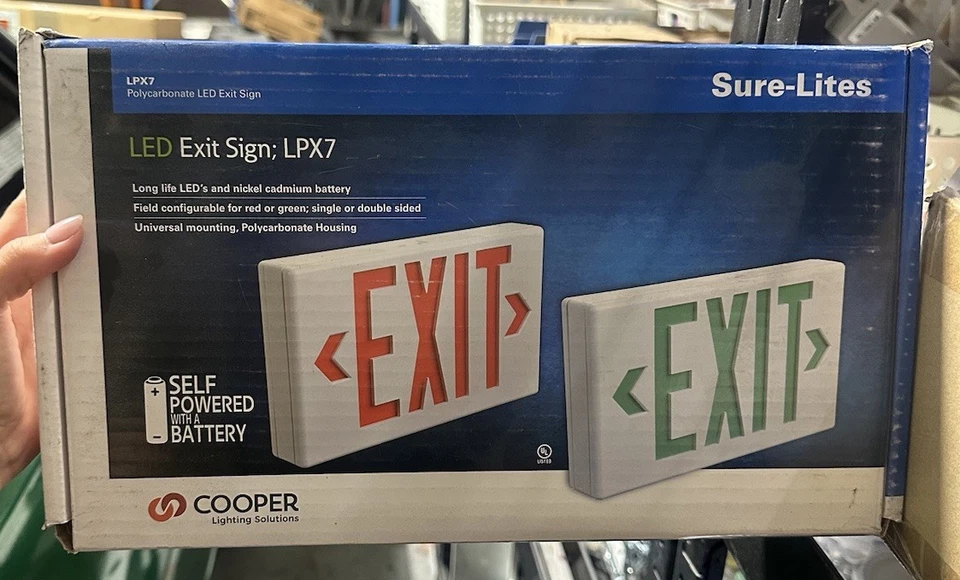 LPX7
Polycarbonate LED Exit Sign
Sure-Lites
LED Exit Sign; LPX7
Long life LED's and nickel cadmium battery
Field configurable for red or green; single or double sided
Universal mounting, Polycarbonate Housing
EXIT
EXIT
SELF
POWERED
WITH A
BATTERY
UL
COOPER
Lighting Solutions